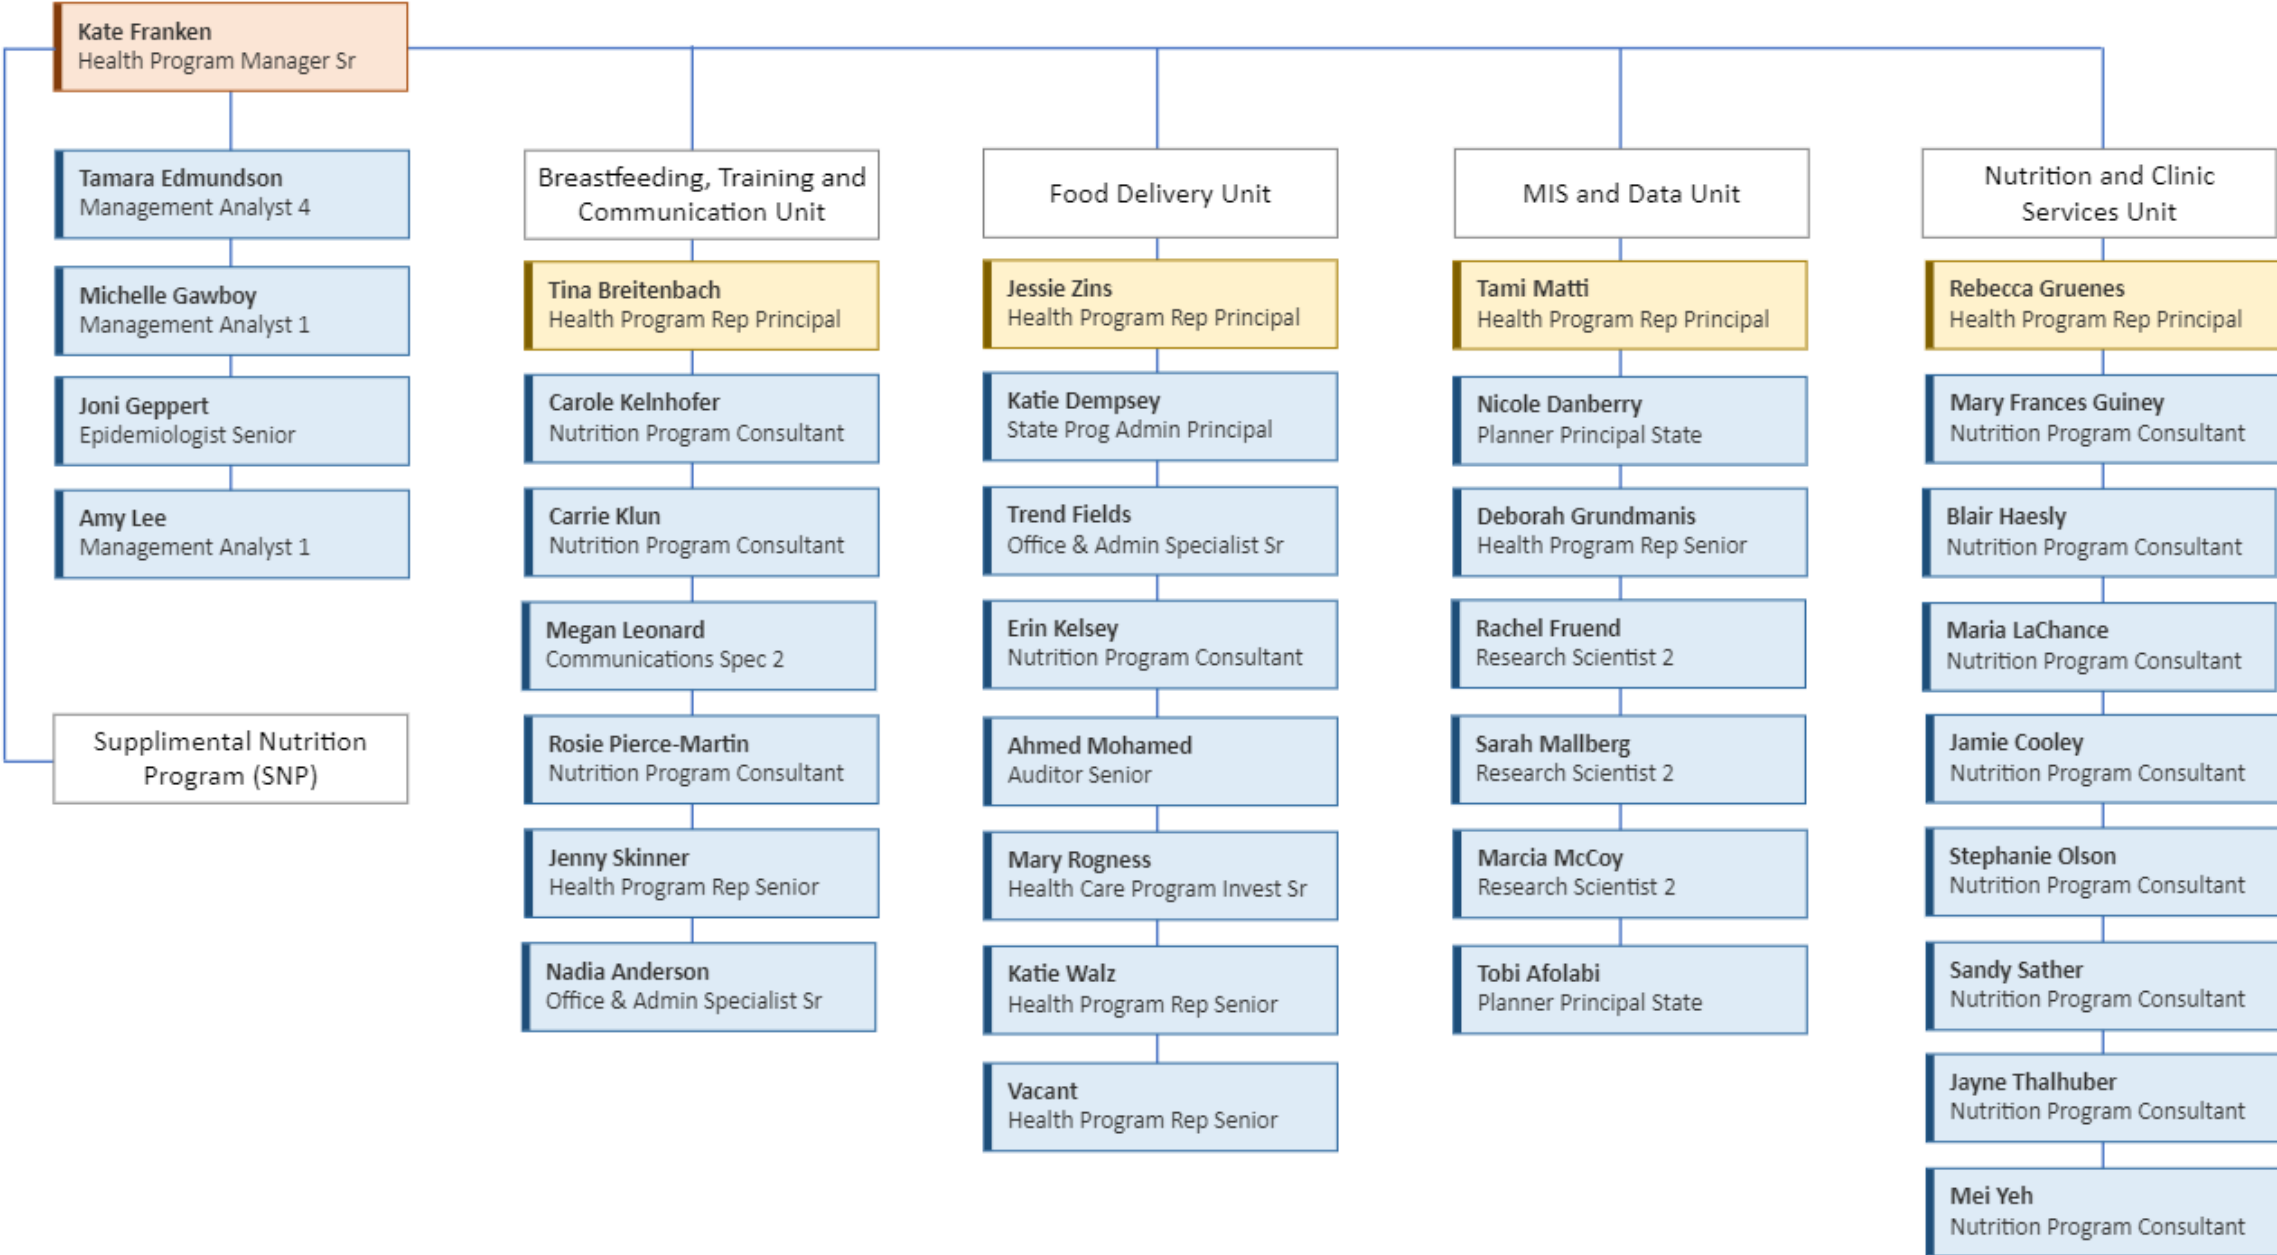 Kate Franken
Health Program Manager Sr
Tamara Edmundson
Management Analyst 4
Michelle Gawboy
Management Analyst 1
Joni Geppert
Epidemiologist Senior
Amy Lee
Management Analyst 1
Supplimental Nutrition
Program (SNP)
Breastfeeding, Training and
Communication Unit
Tina Breitenbach
Health Program Rep Principal
Carole Kelnhofer
Nutrition Program Consultant
Carrie Klun
Nutrition Program Consultant
Megan Leonard
Communications Spec 2
Rosie Pierce-Martin
Nutrition Program Consultant
Jenny Skinner
Health Program Rep Senior
Nadia Anderson
Office & Admin Specialist Sr
Food Delivery Unit
Jessie Zins
Health Program Rep Principal
Katie Dempsey
State Prog Admin Principal
Trend Fields
Office & Admin Specialist Sr
Erin Kelsey
Nutrition Program Consultant
Ahmed Mohamed
Auditor Senior
Mary Rogness
Health Care Program Invest Sr
Katie Walz
Health Program Rep Senior
Vacant
Health Program Rep Senior
MIS and Data Unit
Tami Matti
Health Program Rep Principal
Nicole Danberry
Planner Principal State
Deborah Grundmanis
Health Program Rep Senior
Rachel Fruend
Research Scientist 2
Sarah Mallberg
Research Scientist 2
Marcia McCoy
Research Scientist 2
Tobi Afolabi
Planner Principal State
Nutrition and Clinic
Services Unit
Rebecca Gruenes
Health Program Rep Principal
Mary Frances Guiney
Nutrition Program Consultant
Blair Haesly
Nutrition Program Consultant
Maria LaChance
Nutrition Program Consultant
Jamie Cooley
Nutrition Program Consultant
Stephanie Olson
Nutrition Program Consultant
Sandy Sather
Nutrition Program Consultant
Jayne Thalhuber
Nutrition Program Consultant
Mei Yeh
Nutrition Program Consultant